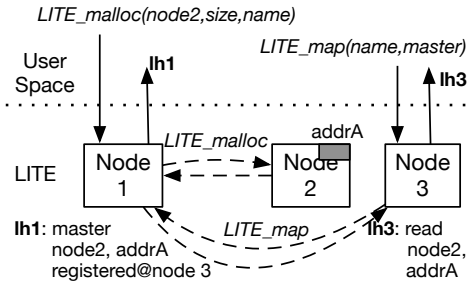 LITE_malloc(node2,size,name)
LITE_map(name,master)
User
Space
lh1
lh3
LITE_malloc
addrA
LITE
Node
1
Node
2
Node
3
LITE_map
lh1: master
node2, addrA
registered@node 3
lh3: read
node2,
addrA